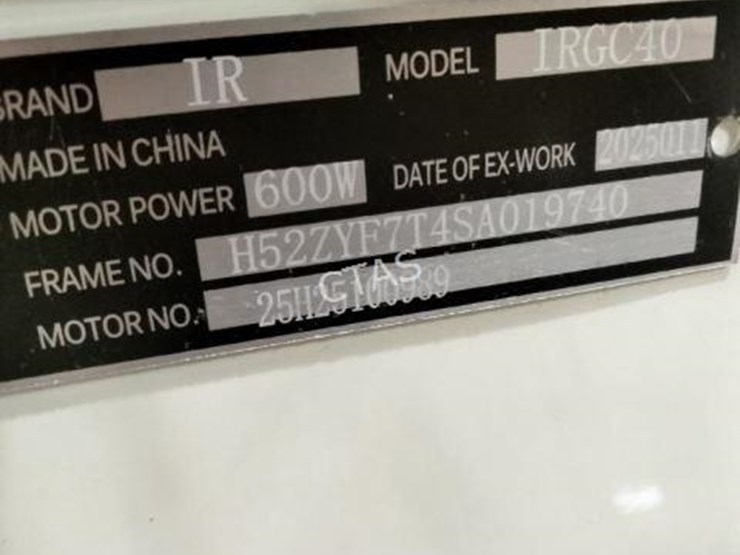 BRAND IR MODEL IRGC40
MADE IN CHINA
MOTOR POWER 600W DATE OF EX-WORK 2025011
FRAME NO. H52ZYF7T4SA019740
MOTOR NO.
GTAS